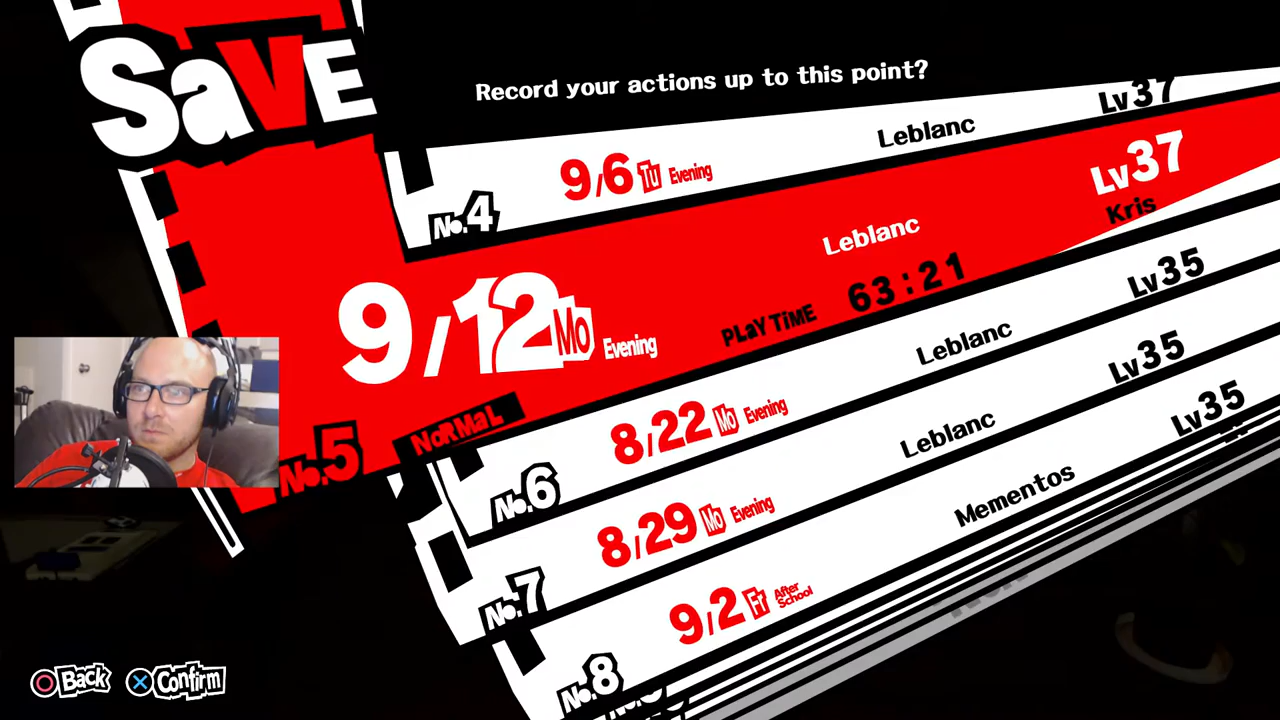 SaVE
Record your actions up to this point?
No.4 9/6 Tu Evening Leblanc Lv37
No.5 9/12 Mo Evening Leblanc Lv37
PLaY TiME 63:21 Kris
NoRMaL
No.6 8/22 Mo Evening Leblanc Lv35
No.7 8/29 Mo Evening Leblanc Lv35
No.8 9/2 Fr After School Mementos Lv35
Back Confirm